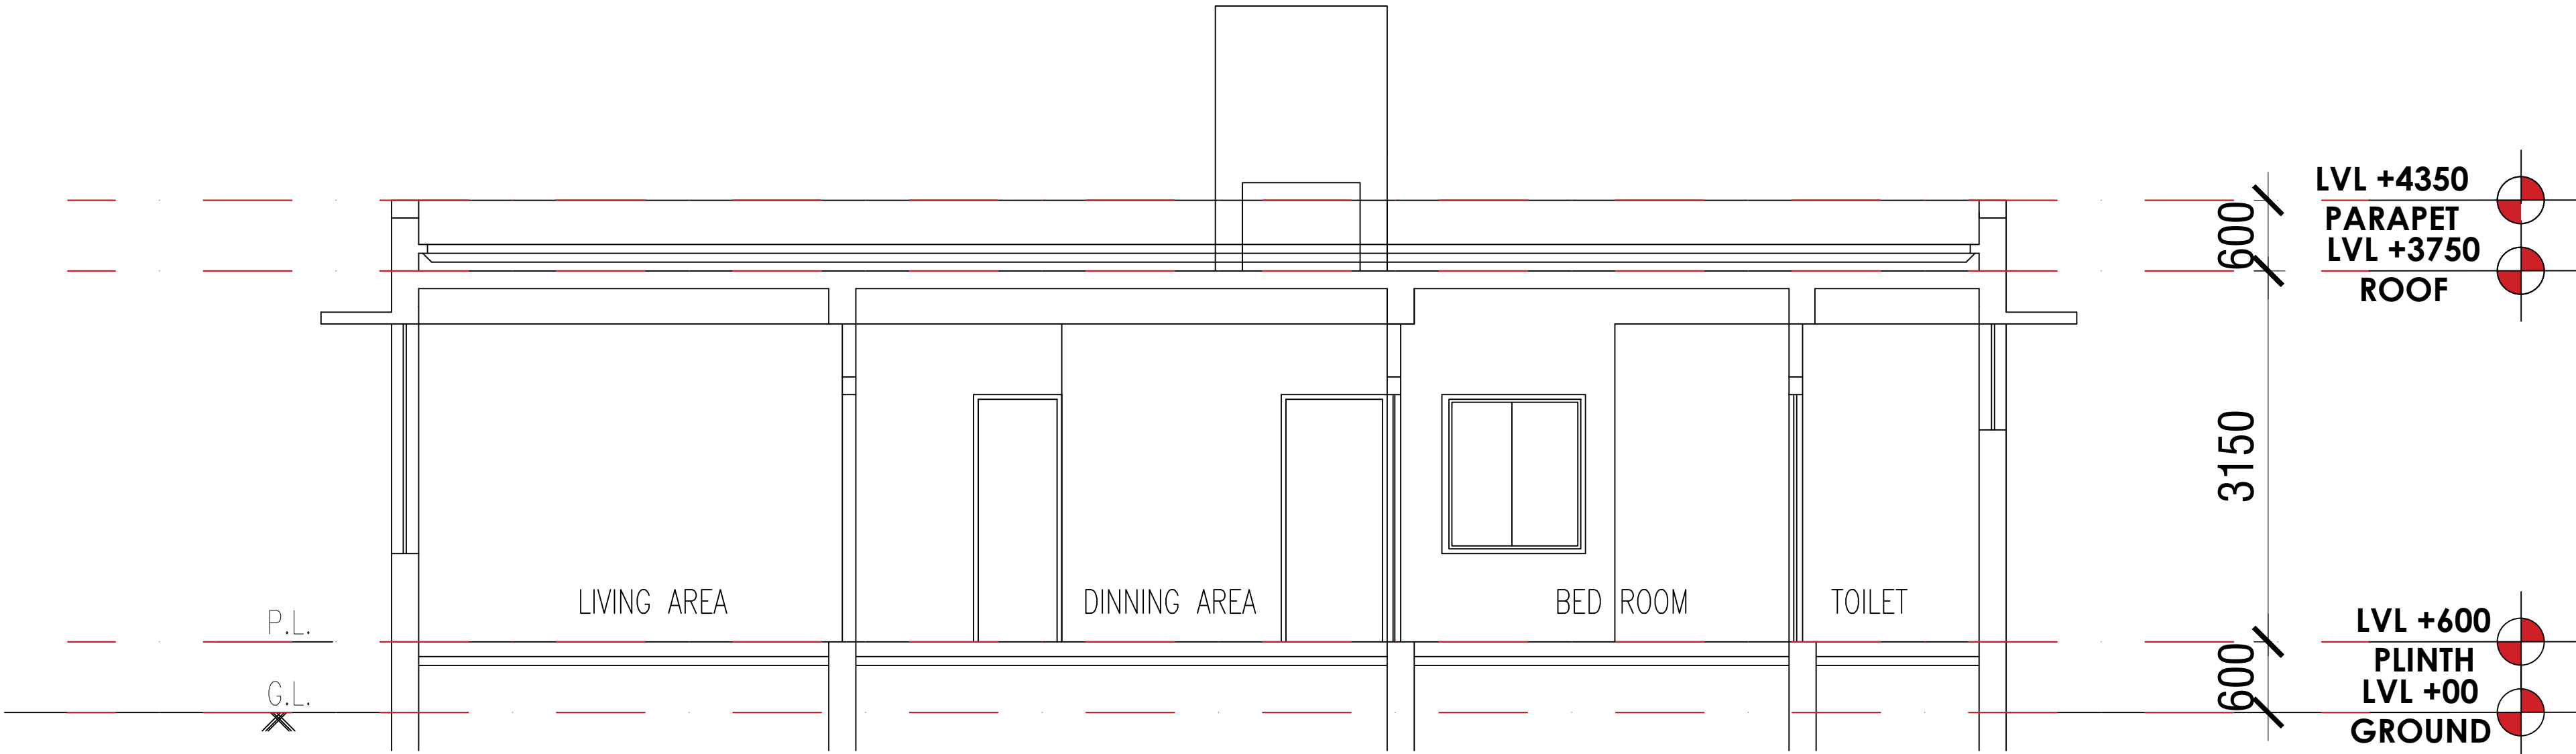 LVL +4350
PARAPET
LVL +3750
ROOF
600
3150
LIVING AREA
DINNING AREA
BED ROOM
TOILET
P.L.
LVL +600
PLINTH
600
G.L.
LVL +00
GROUND